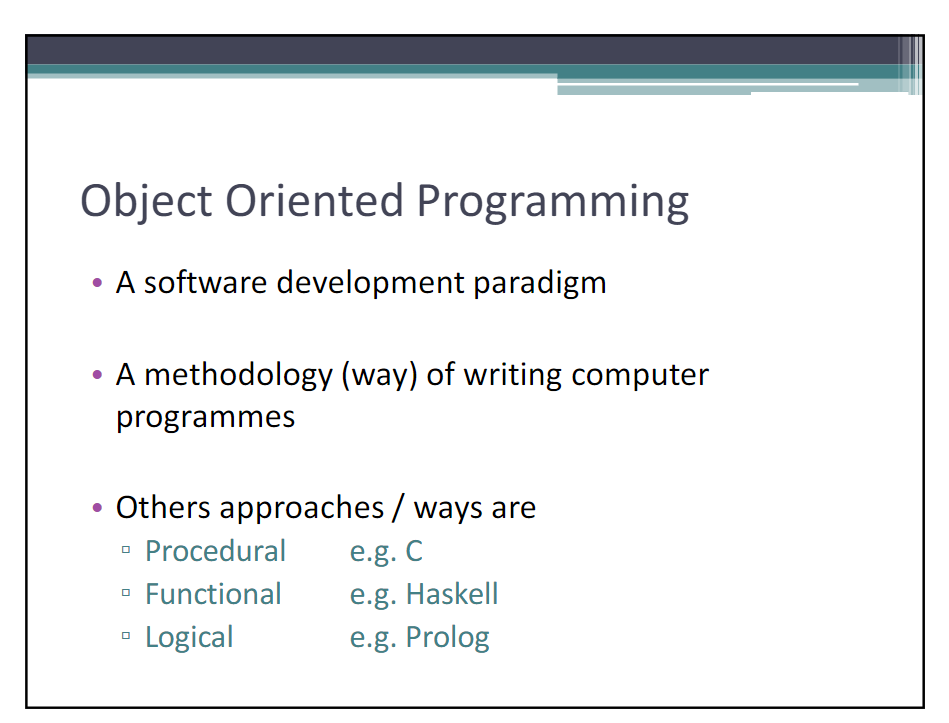 Object Oriented Programming
• A software development paradigm
• A methodology (way) of writing computer
programmes
• Others approaches / ways are
▫ Procedural e.g. C
▫ Functional e.g. Haskell
▫ Logical e.g. Prolog